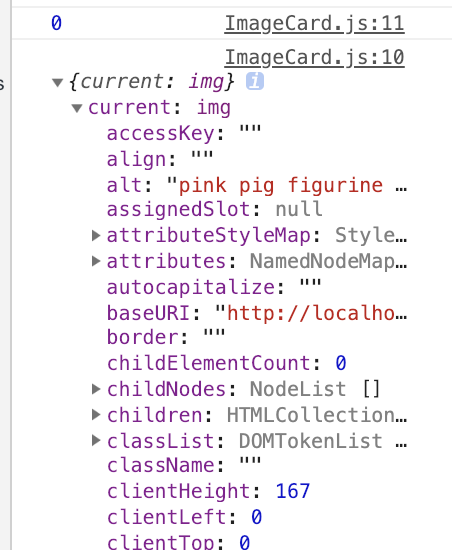 0 ImageCard.js:11
ImageCard.js:10
s ▼{current: img} i
▼current: img
accessKey: ""
align: ""
alt: "pink pig figurine …
assignedSlot: null
▶attributeStyleMap: Style…
▶attributes: NamedNodeMap…
autocapitalize: ""
baseURI: "http://localho…
border: ""
childElementCount: 0
▶childNodes: NodeList []
▶children: HTMLCollection…
▶classList: DOMTokenList …
className: ""
clientHeight: 167
clientLeft: 0
clientTop: 0